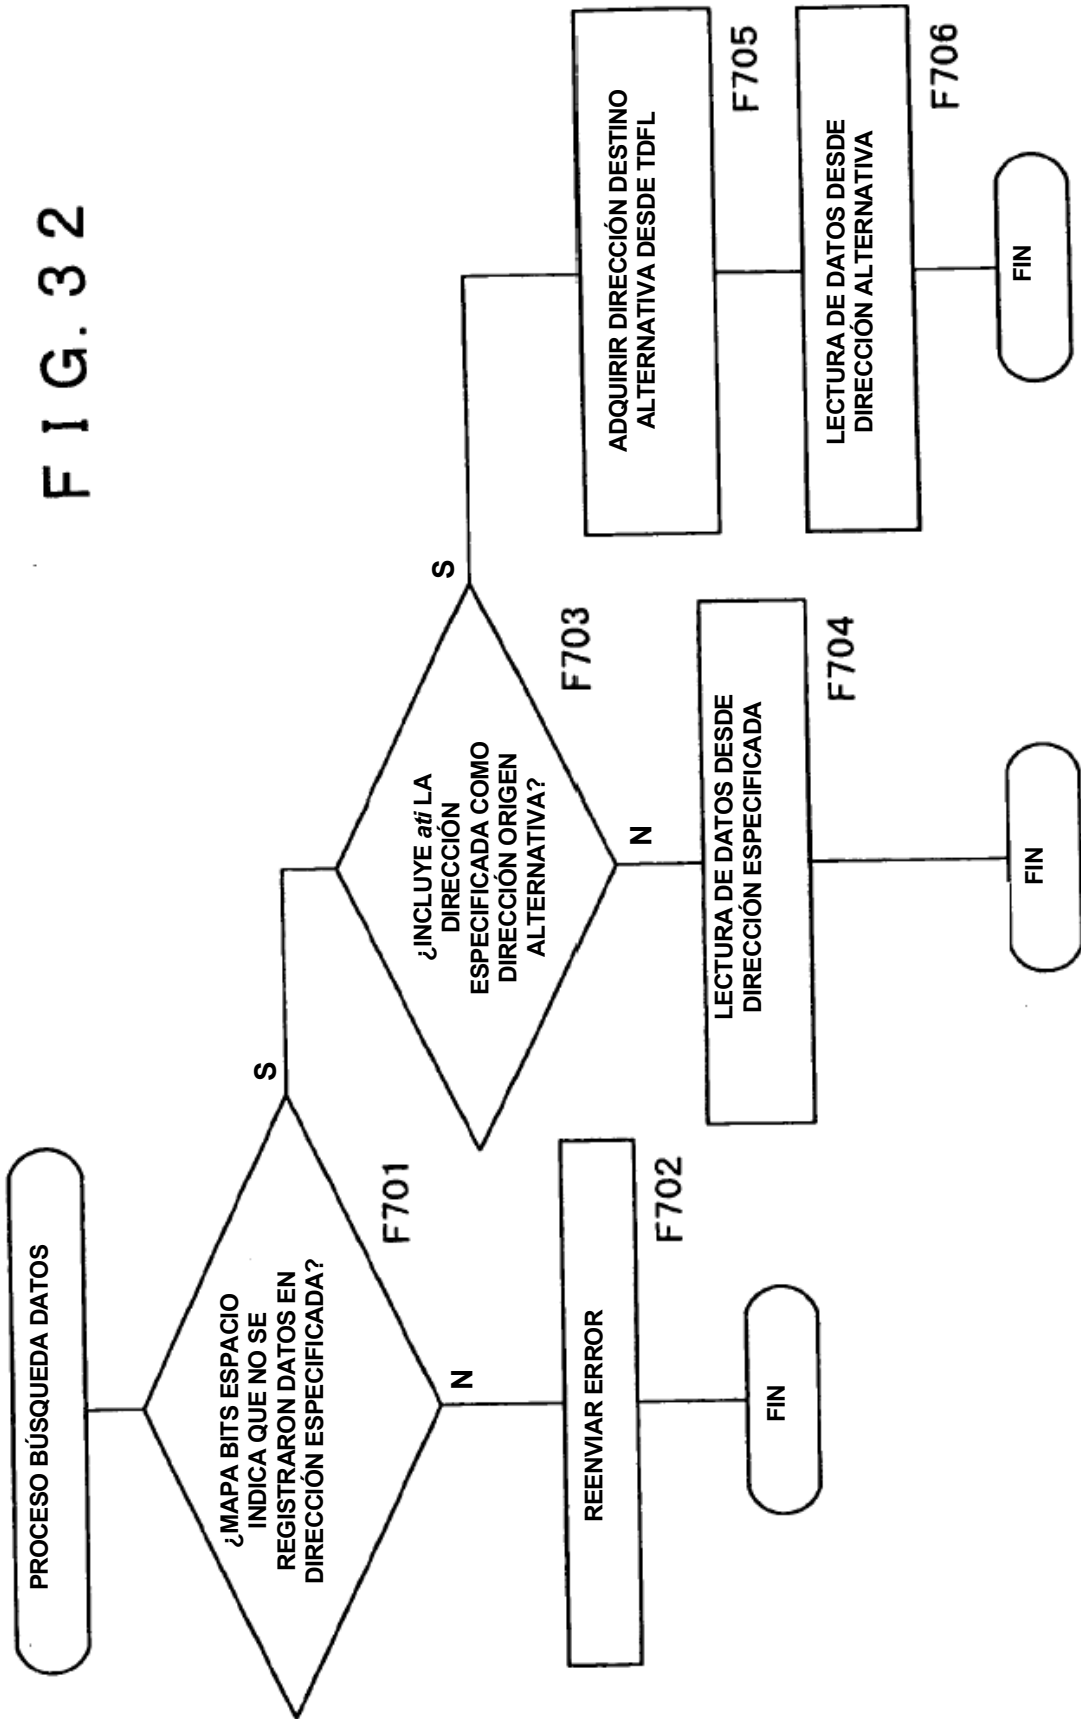 FIG. 32
PROCESO BÚSQUEDA DATOS
¿MAPA BITS ESPACIO
INDICA QUE NO SE
REGISTRARON DATOS EN
DIRECCIÓN ESPECIFICADA?
S
F701
N
REENVIAR ERROR
F702
FIN
¿INCLUYE ati LA
DIRECCIÓN
ESPECIFICADA COMO
DIRECCIÓN ORIGEN
ALTERNATIVA?
S
F703
N
LECTURA DE DATOS DESDE
DIRECCIÓN ESPECIFICADA
F704
FIN
ADQUIRIR DIRECCIÓN DESTINO
ALTERNATIVA DESDE TDFL
F705
LECTURA DE DATOS DESDE
DIRECCIÓN ALTERNATIVA
F706
FIN